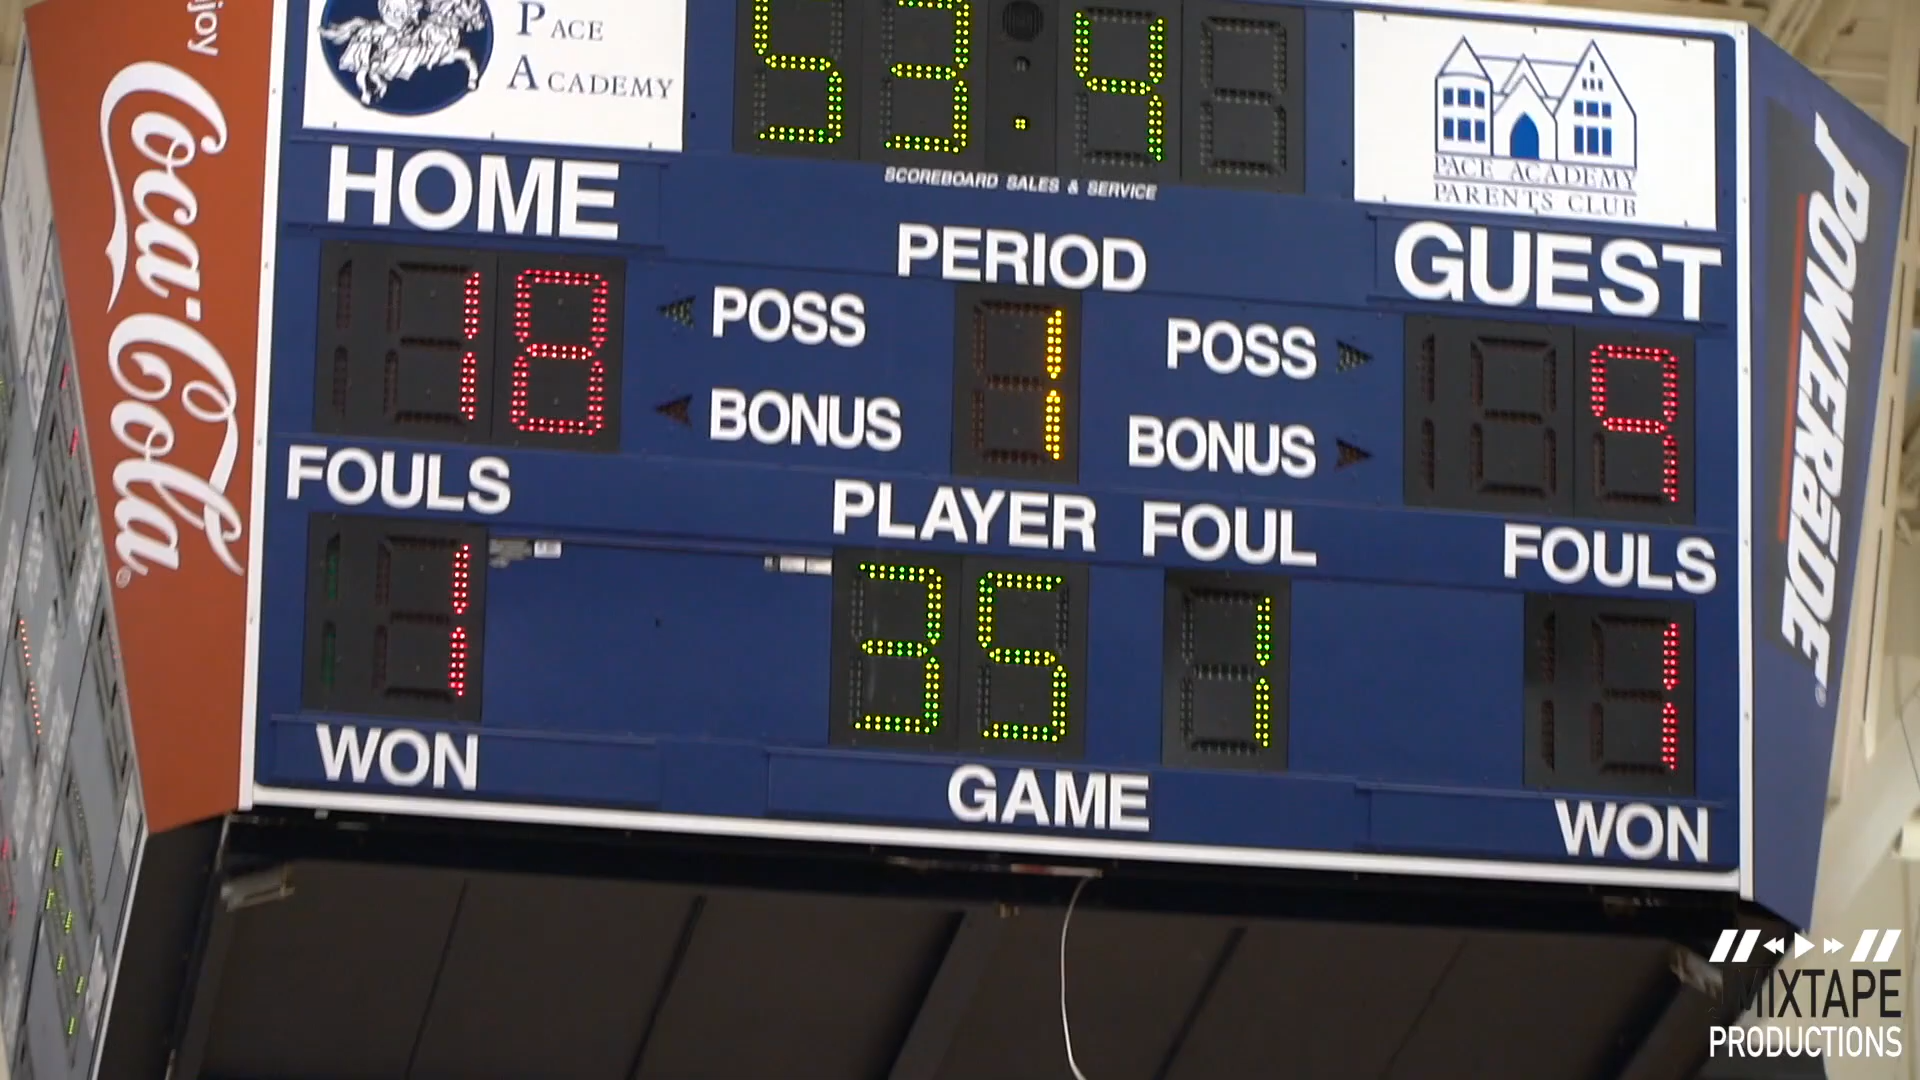 PACE
ACADEMY
53.4
PACE ACADEMY
PARENTS CLUB
SCOREBOARD SALES & SERVICE
HOME
PERIOD
GUEST
18
POSS
1
POSS
9
BONUS
BONUS
FOULS
PLAYER FOUL
FOULS
1
35
1
1
WON
GAME
WON
enjoy
Coca-Cola
POWERaDE
MIXTAPE
PRODUCTIONS